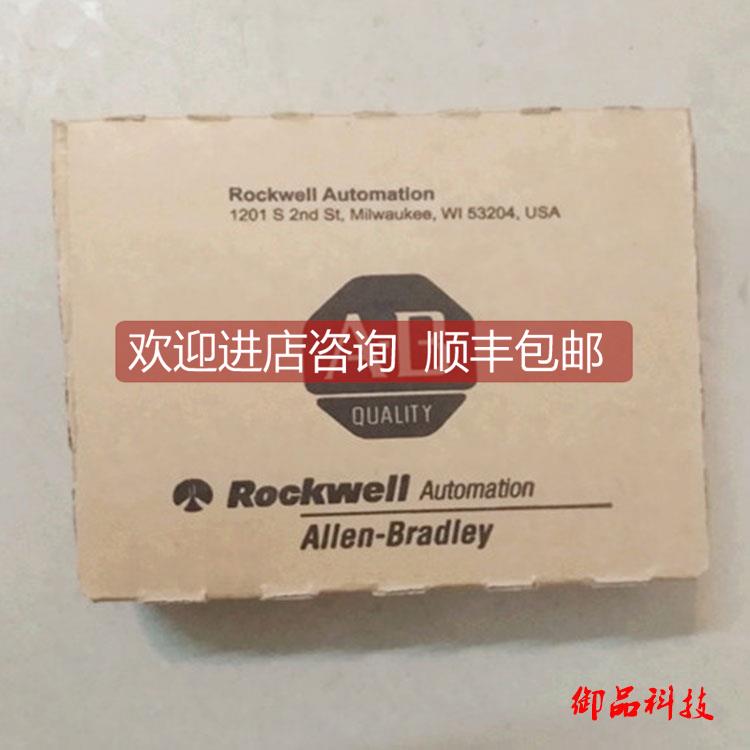 Rockwell Automation
1201 S 2nd St, Milwaukee, WI 53204, USA
AB
欢迎进店咨询 顺丰包邮
QUALITY
Rockwell Automation
Allen-Bradley
御品科技